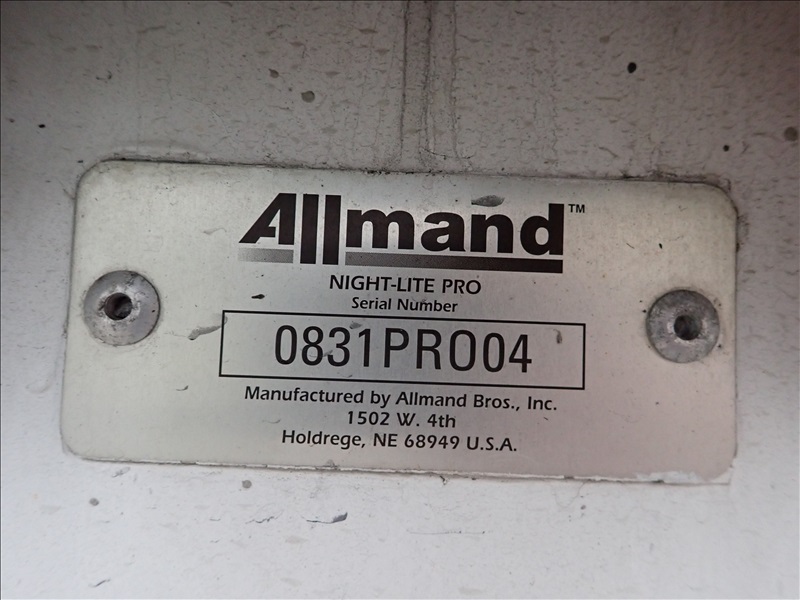 Allmand™
NIGHT-LITE PRO
Serial Number
0831PRO04
Manufactured by Allmand Bros., Inc.
1502 W. 4th
Holdrege, NE 68949 U.S.A.